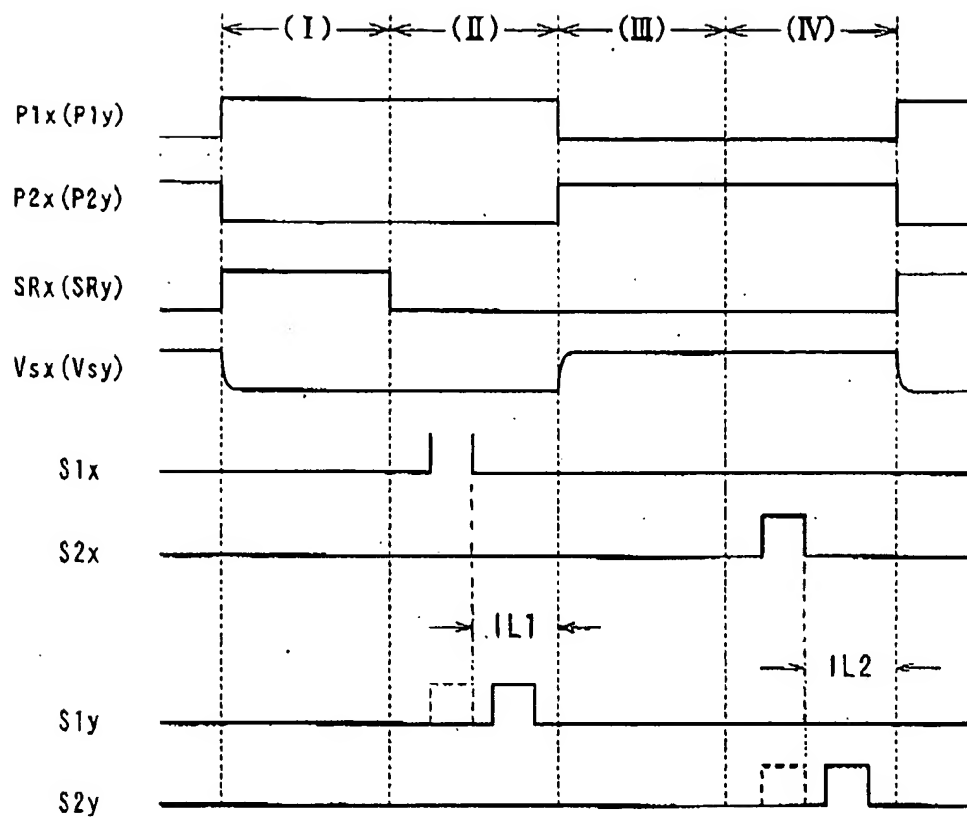 (I) (II) (III) (IV)
P1x(P1y)
P2x(P2y)
SRx(SRy)
Vsx(Vsy)
S1x
S2x
IL1
IL2
S1y
S2y